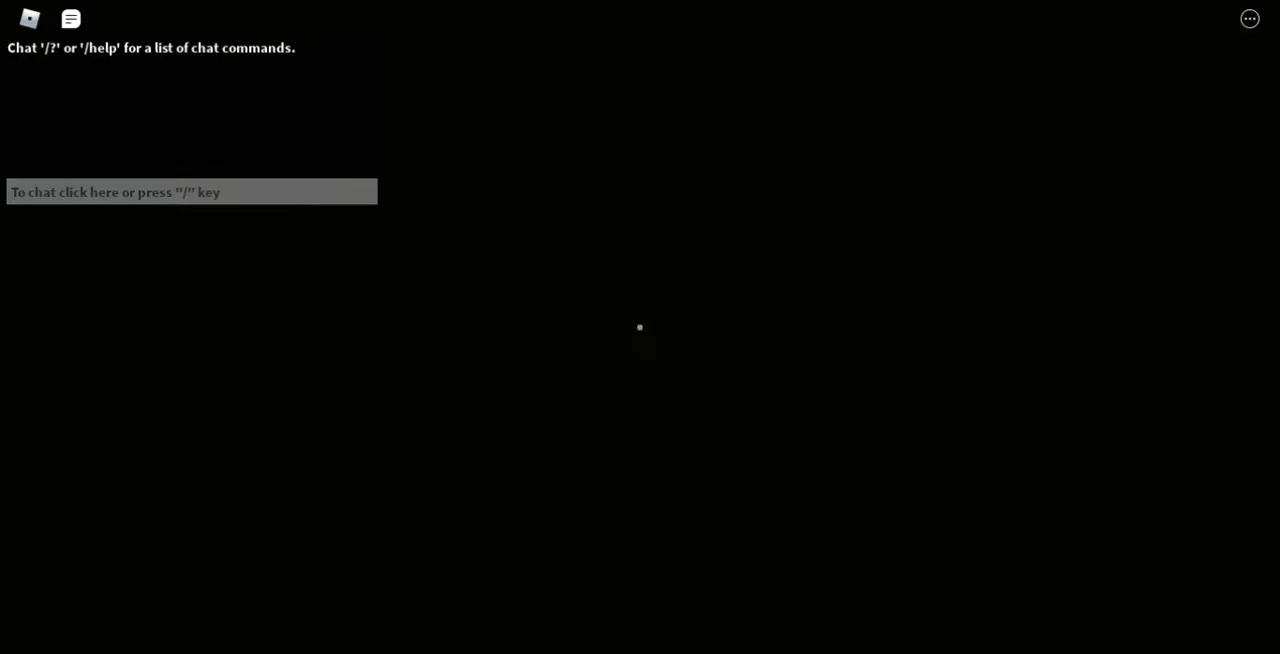 Chat '/?' or '/help' for a list of chat commands.
To chat click here or press "/" key